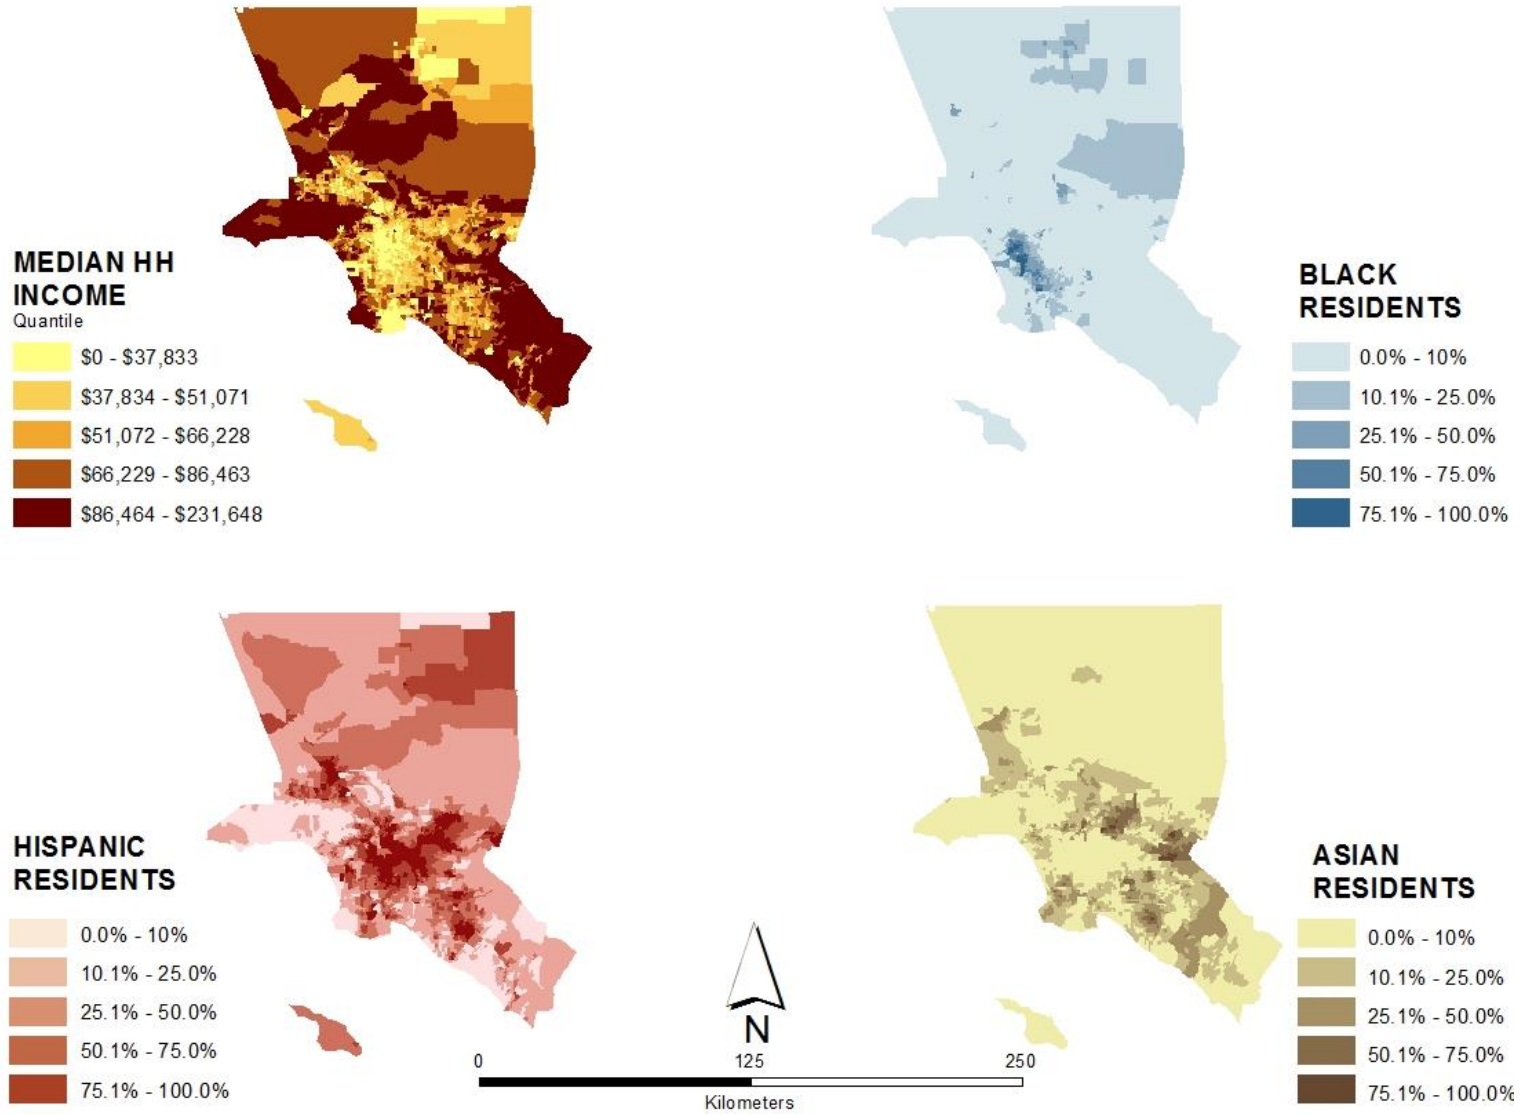 MEDIAN HH
INCOME
Quantile
$0 - $37,833
$37,834 - $51,071
$51,072 - $66,228
$66,229 - $86,463
$86,464 - $231,648
BLACK
RESIDENTS
0.0% - 10%
10.1% - 25.0%
25.1% - 50.0%
50.1% - 75.0%
75.1% - 100.0%
HISPANIC
RESIDENTS
0.0% - 10%
10.1% - 25.0%
25.1% - 50.0%
50.1% - 75.0%
75.1% - 100.0%
N
0 125 250
Kilometers
ASIAN
RESIDENTS
0.0% - 10%
10.1% - 25.0%
25.1% - 50.0%
50.1% - 75.0%
75.1% - 100.0%